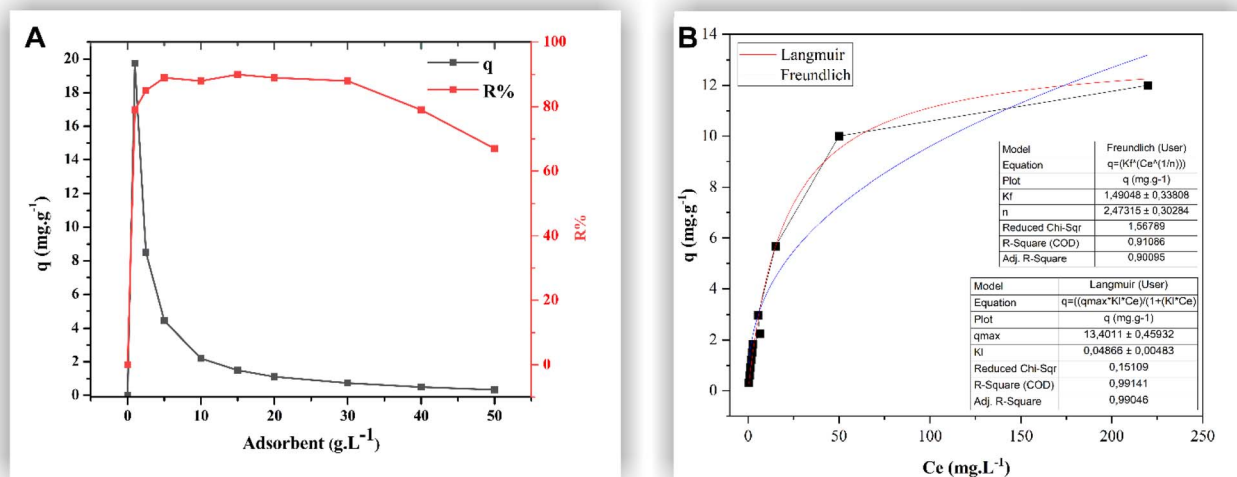 A
q
R%
20
18
16
14
12
10
8
6
4
2
0
q (mg.g-1)
0
10
20
30
40
50
Adsorbent (g.L-1)
100
80
60
40
20
0
R%
B
Langmuir
Freundlich
14
12
10
8
6
4
2
0
q (mg.g-1)
0
50
100
150
200
250
Ce (mg.L-1)
Model Freundlich (User)
Equation q=(Kf*(Ce^(1/n)))
Plot q (mg.g-1)
Kf 1,49048 ± 0,33808
n 2,47315 ± 0,30284
Reduced Chi-Sqr 1,56789
R-Square (COD) 0,91086
Adj. R-Square 0,90095
Model Langmuir (User)
Equation q=((qmax*Kl*Ce)/(1+(Kl*Ce)
Plot q (mg.g-1)
qmax 13,4011 ± 0,45932
Kl 0,04866 ± 0,00483
Reduced Chi-Sqr 0,15109
R-Square (COD) 0,99141
Adj. R-Square 0,99046